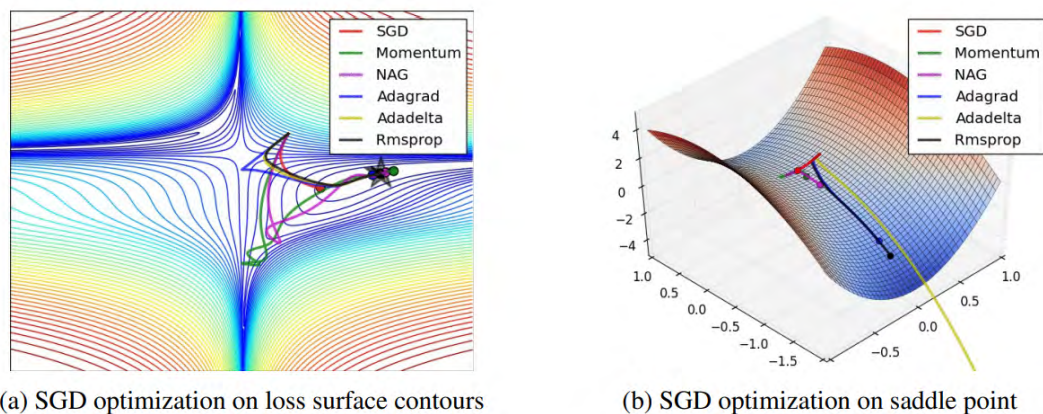 SGD
Momentum
NAG
Adagrad
Adadelta
Rmsprop
SGD
Momentum
NAG
Adagrad
Adadelta
Rmsprop
4
2
0
−2
−4
1.0
0.5
0.0
−0.5
−1.0
−1.5
−0.5
0.0
0.5
1.0
(a) SGD optimization on loss surface contours
(b) SGD optimization on saddle point